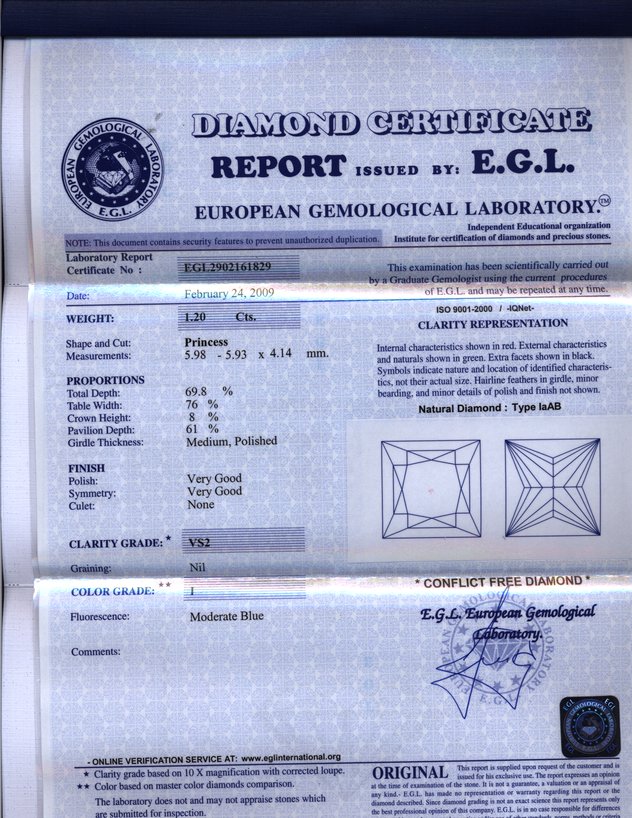 DIAMOND CERTIFICATE
REPORT ISSUED BY: E.G.L.
EUROPEAN GEMOLOGICAL LABORATORY.™
EUROPEAN GEMOLOGICAL LABORATORY
E.G.L.
Independent Educational organization
Institute for certification of diamonds and precious stones.
NOTE: This document contains security features to prevent unauthorized duplication.
Laboratory Report
Certificate No : EGL2902161829
Date: February 24, 2009
WEIGHT: 1.20 Cts.
Shape and Cut: Princess
Measurements: 5.98 - 5.93 x 4.14 mm.
PROPORTIONS
Total Depth: 69.8 %
Table Width: 76 %
Crown Height: 8 %
Pavilion Depth: 61 %
Girdle Thickness: Medium, Polished
FINISH
Polish: Very Good
Symmetry: Very Good
Culet: None
CLARITY GRADE: * VS2
Graining: Nil
COLOR GRADE: ** I
Fluorescence: Moderate Blue
Comments:
This examination has been scientifically carried out
by a Graduate Gemologist using the current procedures
of E.G.L. and may be repeated at any time.
ISO 9001-2000 / -IQNet-
CLARITY REPRESENTATION
Internal characteristics shown in red. External characteristics
and naturals shown in green. Extra facets shown in black.
Symbols indicate nature and location of identified characteris-
tics, not their actual size. Hairline feathers in girdle, minor
bearding, and minor details of polish and finish not shown.
Natural Diamond : Type IaAB
* CONFLICT FREE DIAMOND *
E.G.L. European Gemological
Laboratory.
- ONLINE VERIFICATION SERVICE AT: www.eglinternational.org
★ Clarity grade based on 10 X magnification with corrected loupe.
★★ Color based on master color diamonds comparison.
The laboratory does not and may not appraise stones which
are submitted for inspection.
ORIGINAL This report is supplied upon request of the customer and is
issued for his exclusive use. The report expresses an opinion
at the time of examination of the stone. It is not a guarantee, a valuation or an appraisal of
any kind.- E.G.L. has made no representation or warranty regarding this report or the
diamond described. Since diamond grading is not an exact science this report represents only
the best professional opinion of this company. E.G.L. is in no case responsible for differences